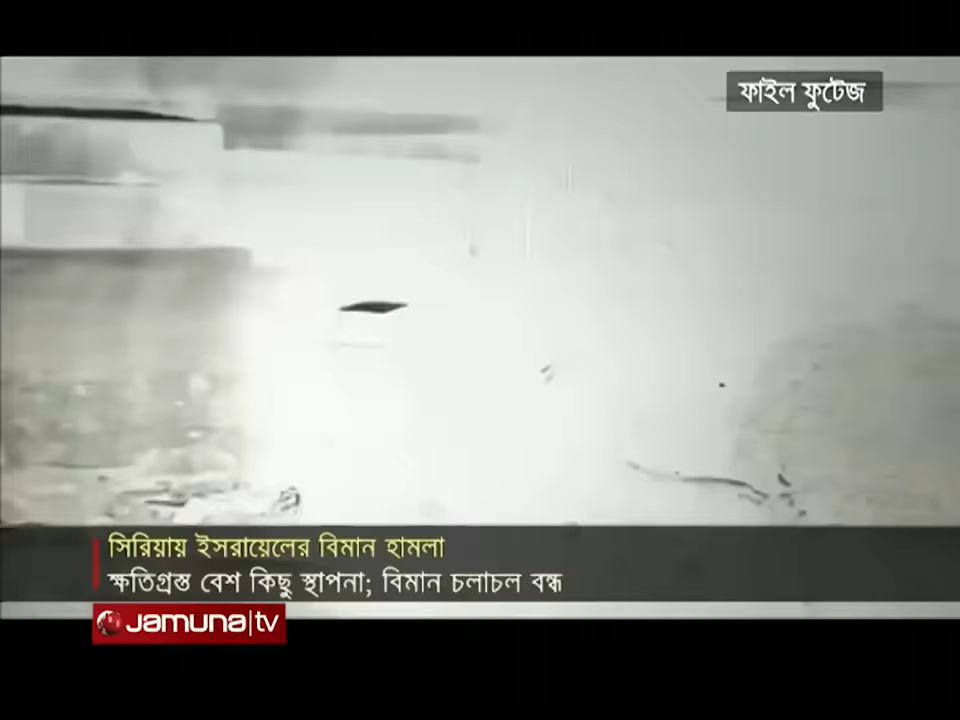 ফাইল ফুটেজ
সিরিয়ায় ইসরায়েলের বিমান হামলা
ক্ষতিগ্রস্ত বেশ কিছু স্থাপনা; বিমান চলাচল বন্ধ
Jamuna|tv